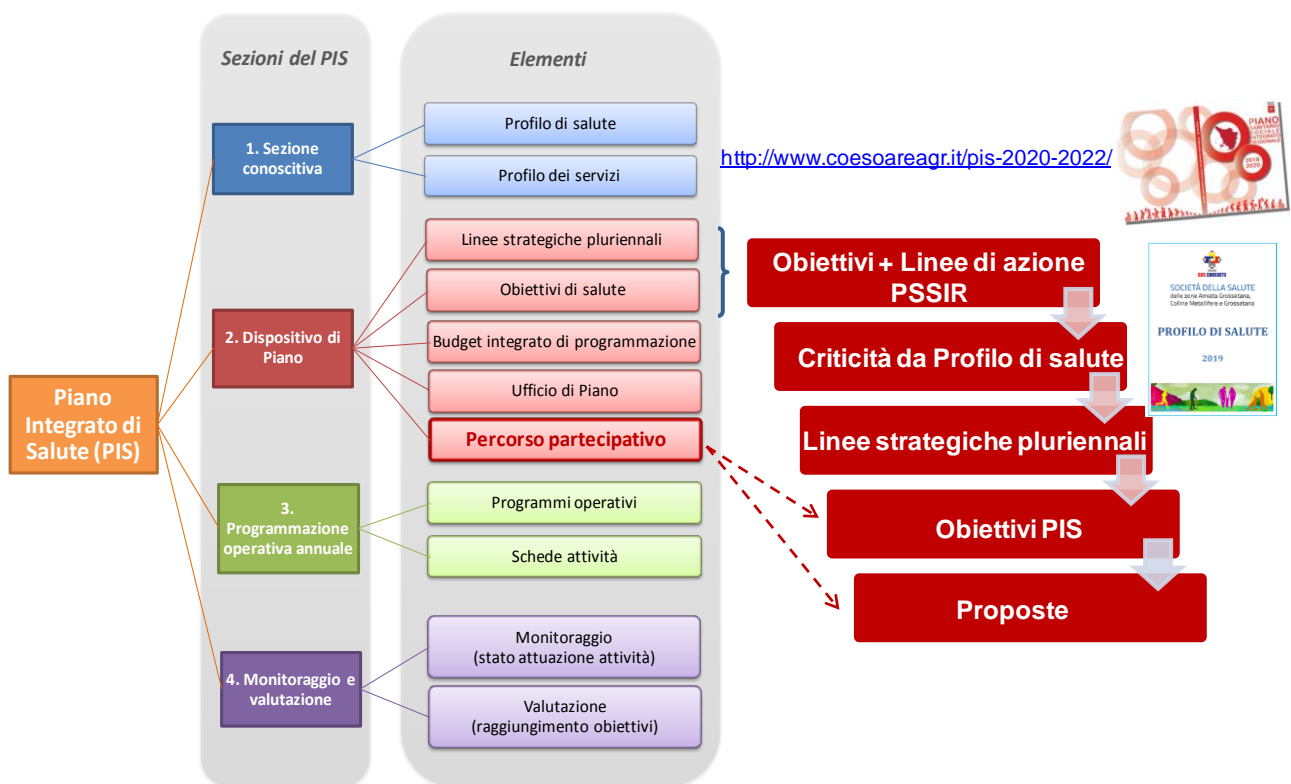 Sezioni del PIS
Elementi
Piano
Integrato di
Salute (PIS)
1. Sezione
conoscitiva
Profilo di salute
Profilo dei servizi
2. Dispositivo di
Piano
Linee strategiche pluriennali
Obiettivi di salute
Budget integrato di programmazione
Ufficio di Piano
Percorso partecipativo
3.
Programmazione
operativa annuale
Programmi operativi
Schede attività
4. Monitoraggio e
valutazione
Monitoraggio
(stato attuazione attività)
Valutazione
(raggiungimento obiettivi)
http://www.coesoareagr.it/pis-2020-2022/
PIANO
SANITARIO
SOCIALE
INTEGRATO
REGIONALE
2018
2020
Obiettivi + Linee di azione
PSSIR
Criticità da Profilo di salute
Linee strategiche pluriennali
Obiettivi PIS
Proposte
SOCIETÀ DELLA SALUTE
delle zone Amiata Grossetana,
Colline Metallifere e Grossetana
PROFILO DI SALUTE
2019